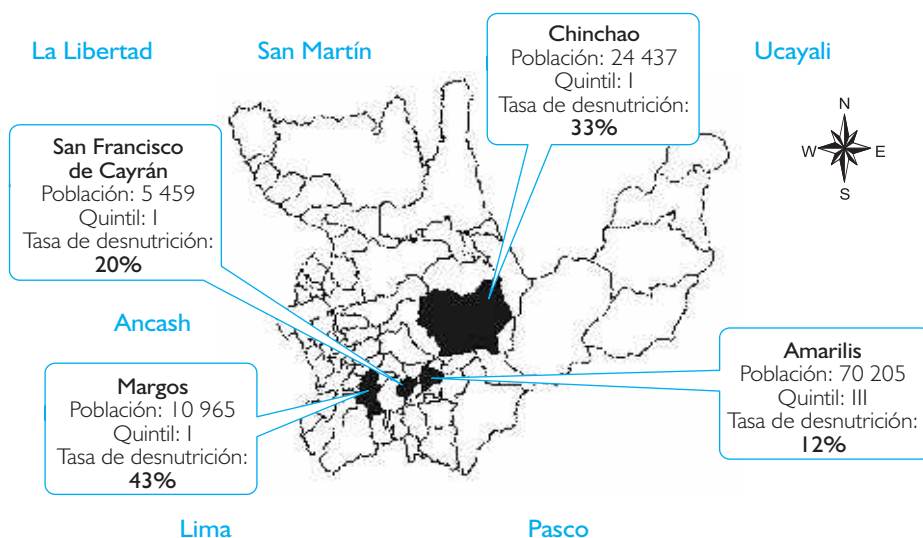 La Libertad
San Martín
Ucayali
Chinchao
Población: 24 437
Quintil: I
Tasa de desnutrición:
33%
N
W
E
S
San Francisco
de Cayrán
Población: 5 459
Quintil: I
Tasa de desnutrición:
20%
Ancash
Margos
Población: 10 965
Quintil: I
Tasa de desnutrición:
43%
Amarilis
Población: 70 205
Quintil: III
Tasa de desnutrición:
12%
Lima
Pasco